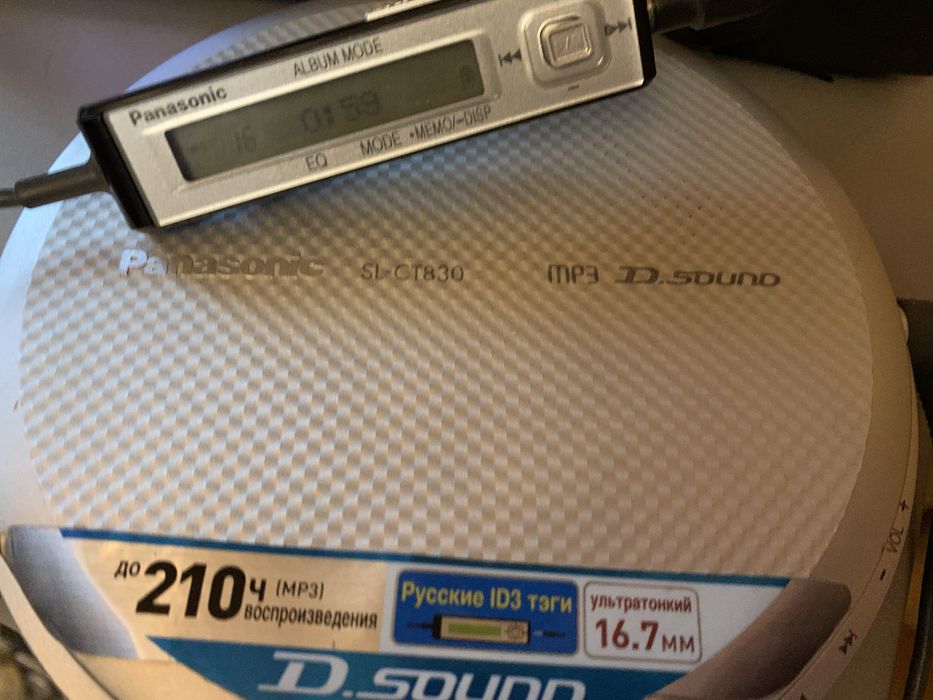 ALBUM MODE
Panasonic
16 0:59
EQ MODE •MEMO/–DISP
Panasonic SL-CT830 MP3 D.SOUND
VOL
до 210 ч (MP3)
воспроизведения
Русские ID3 тэги
ультратонкий
16.7мм
D.SOUND